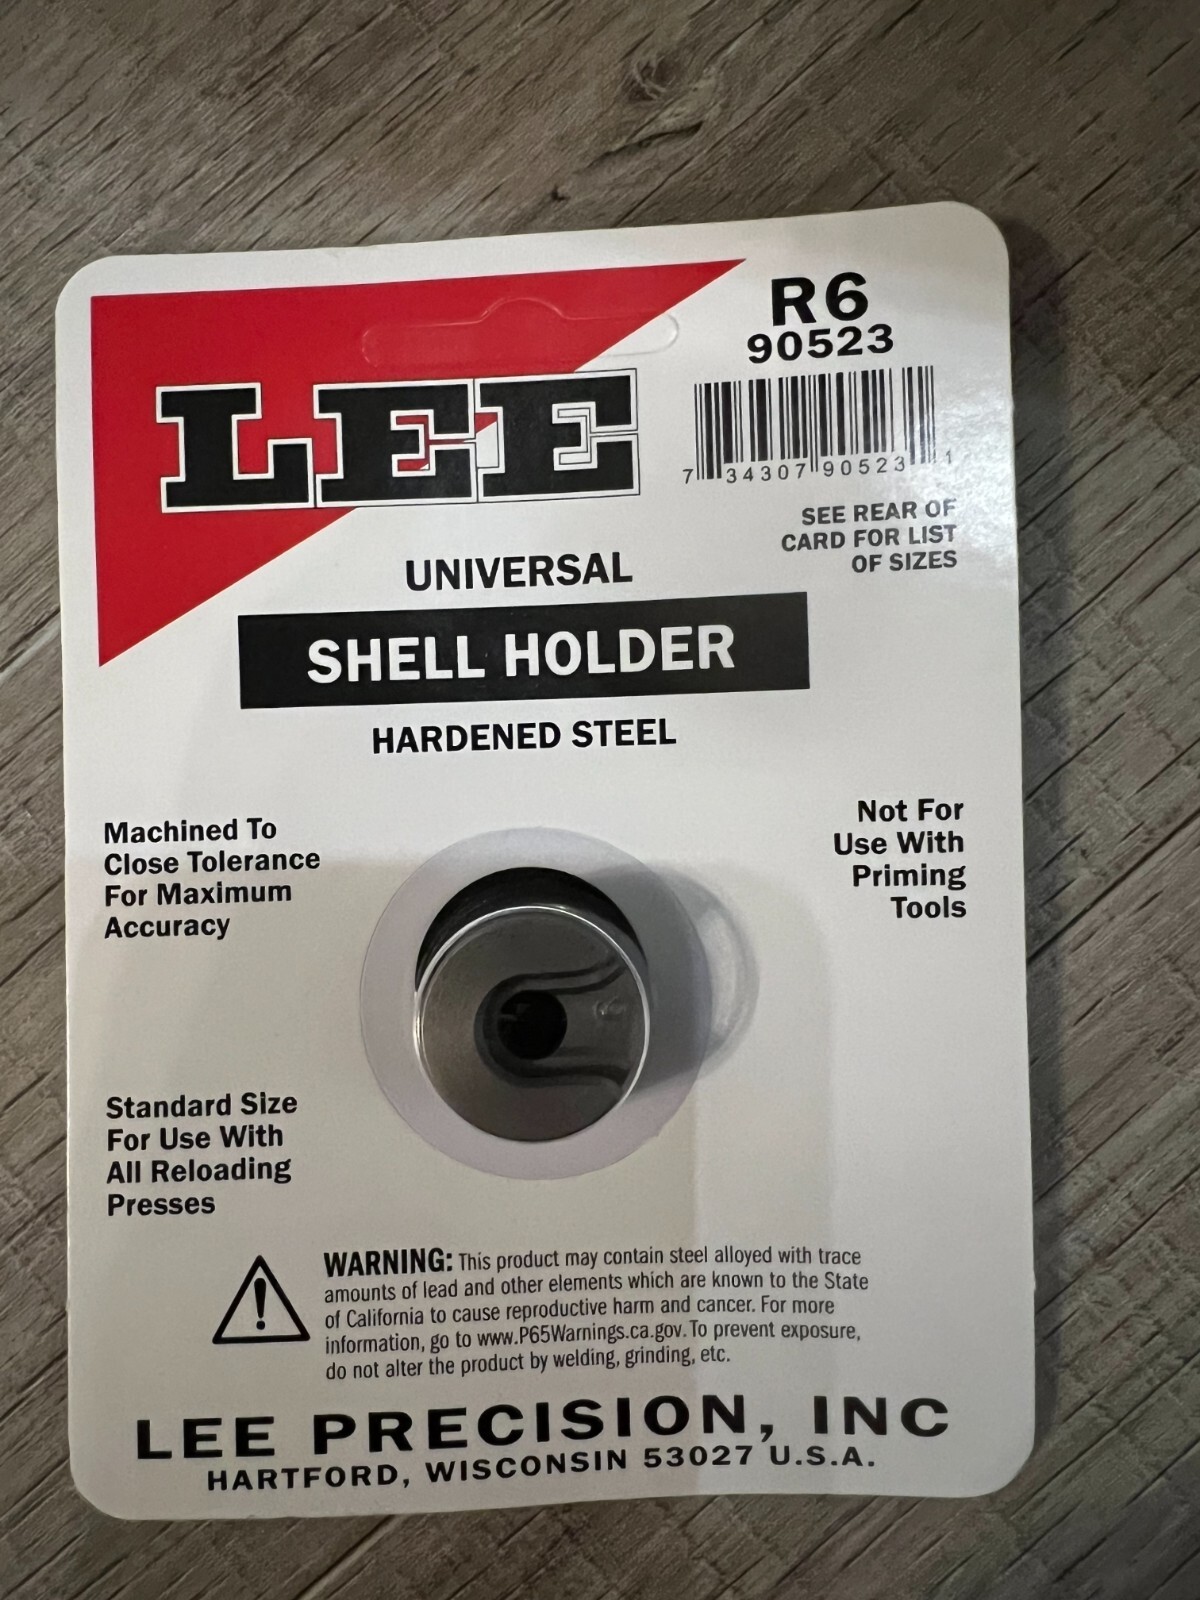 R6
90523
LEE
7 34307 90523 1
SEE REAR OF
CARD FOR LIST
OF SIZES
UNIVERSAL
SHELL HOLDER
HARDENED STEEL
Machined To
Close Tolerance
For Maximum
Accuracy
Not For
Use With
Priming
Tools
Standard Size
For Use With
All Reloading
Presses
WARNING: This product may contain steel alloyed with trace
amounts of lead and other elements which are known to the State
of California to cause reproductive harm and cancer. For more
information, go to www.P65Warnings.ca.gov. To prevent exposure,
do not alter the product by welding, grinding, etc.
LEE PRECISION, INC
HARTFORD, WISCONSIN 53027 U.S.A.